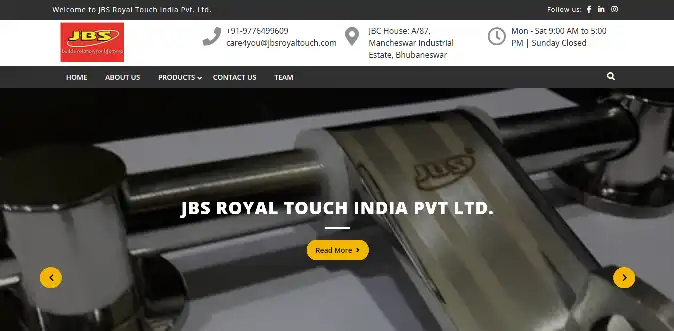 Welcome to JBS Royal Touch India Pvt. Ltd.
Follow us:
JBS
+91-9776499609
care4you@jbsroyaltouch.com
JBC House: A/87,
Mancheswar Industrial
Estate, Bhubaneswar
Mon - Sat 9:00 AM to 5:00
PM | Sunday Closed
HOME ABOUT US PRODUCTS CONTACT US TEAM
JBS
JBS ROYAL TOUCH INDIA PVT LTD.
Read More